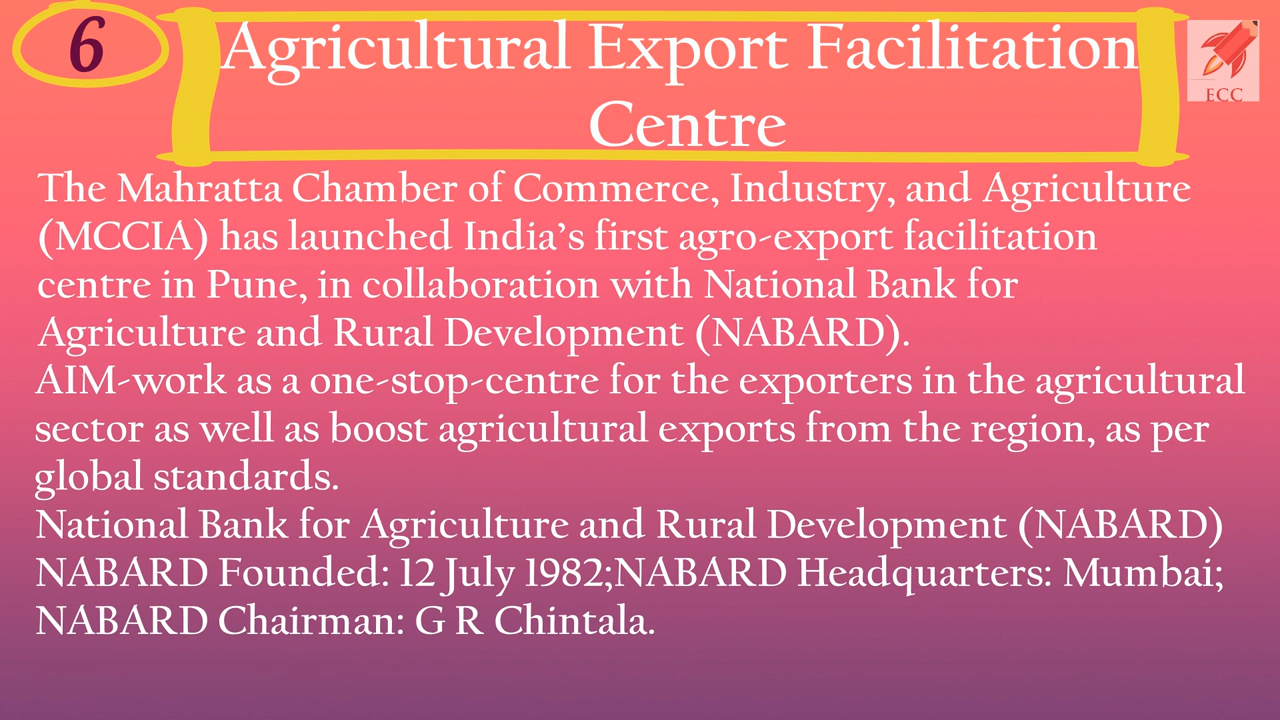 6
Agricultural Export Facilitation
Centre
ECC
The Mahratta Chamber of Commerce, Industry, and Agriculture
(MCCIA) has launched India’s first agro-export facilitation
centre in Pune, in collaboration with National Bank for
Agriculture and Rural Development (NABARD).
AIM-work as a one-stop-centre for the exporters in the agricultural
sector as well as boost agricultural exports from the region, as per
global standards.
National Bank for Agriculture and Rural Development (NABARD)
NABARD Founded: 12 July 1982;NABARD Headquarters: Mumbai;
NABARD Chairman: G R Chintala.